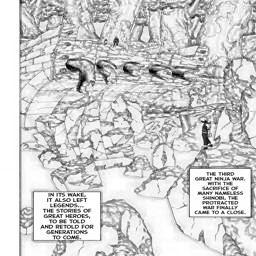 THE THIRD
GREAT NINJA WAR.
WITH THE
SACRIFICE OF
MANY NAMELESS
SHINOBI, THE
PROTRACTED
WAR FINALLY
CAME TO A CLOSE.
IN ITS WAKE,
IT ALSO LEFT
LEGENDS...
THE STORIES OF
GREAT HEROES,
TO BE TOLD
AND RETOLD FOR
GENERATIONS
TO COME.